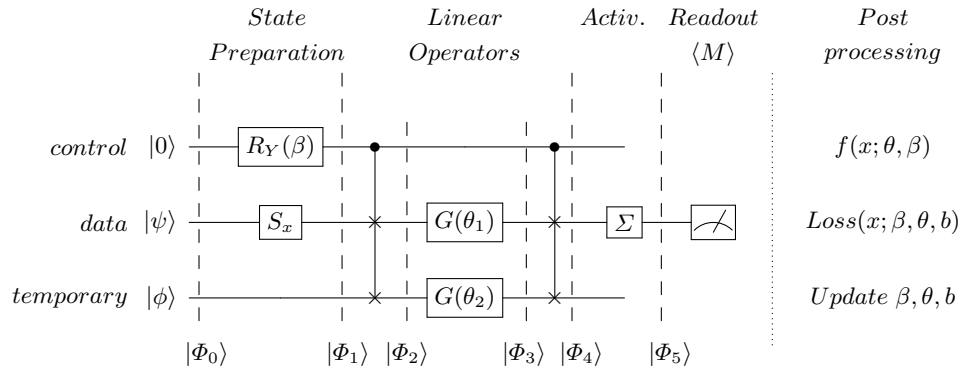 State Linear Activ. Readout Post
Preparation Operators ⟨M⟩ processing
control |0⟩ R_Y(β) f(x; θ, β)
data |ψ⟩ S_x G(θ_1) Σ Loss(x; β, θ, b)
temporary |ϕ⟩ G(θ_2) Update β, θ, b
|Φ_0⟩ |Φ_1⟩ |Φ_2⟩ |Φ_3⟩ |Φ_4⟩ |Φ_5⟩